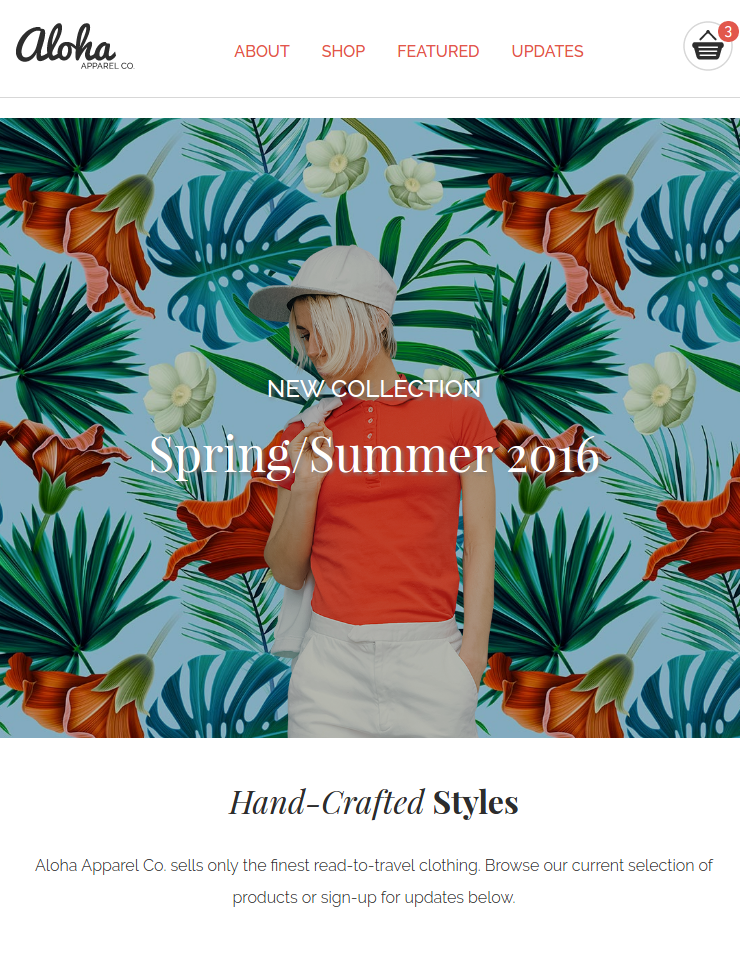 Aloha
APPAREL CO.
ABOUT SHOP FEATURED UPDATES
3
NEW COLLECTION
Spring/Summer 2016
Hand-Crafted Styles
Aloha Apparel Co. sells only the finest read-to-travel clothing. Browse our current selection of
products or sign-up for updates below.